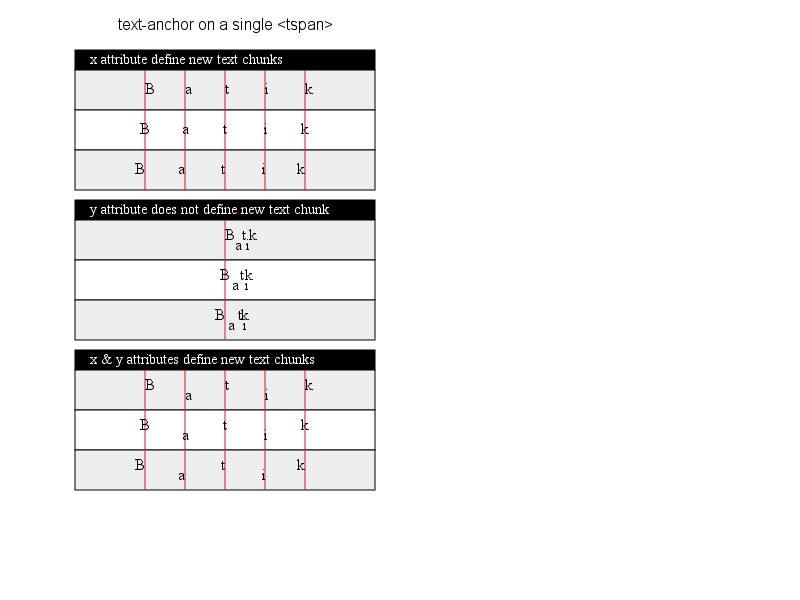 text-anchor on a single <tspan>
x attribute define new text chunks
B a t i k
B a t i k
B a t i k
y attribute does not define new text chunk
B a t i k
B a t i k
B a t i k
x & y attributes define new text chunks
B a t i k
B a t i k
B a t i k